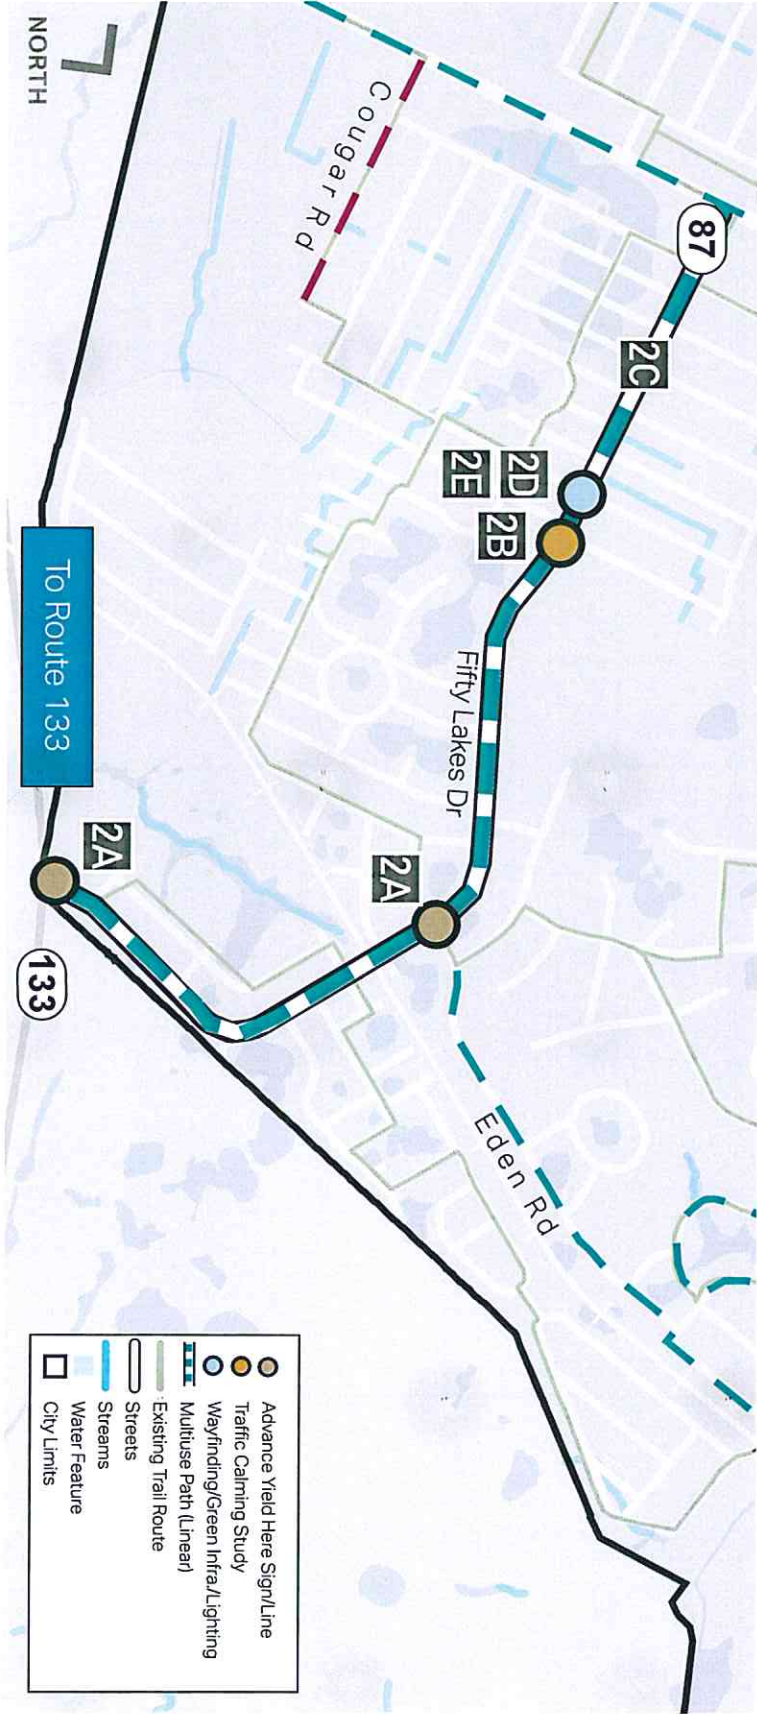 NORTH
Cougar Rd
87
2C
2D
2E
2B
Fifty Lakes Dr
To Route 133
2A
2A
133
Eden Rd
Advance Yield Here Sign/Line
Traffic Calming Study
Wayfinding/Green Infra./Lighting
Multiuse Path (Linear)
Existing Trail Route
Streets
Streams
Water Feature
City Limits